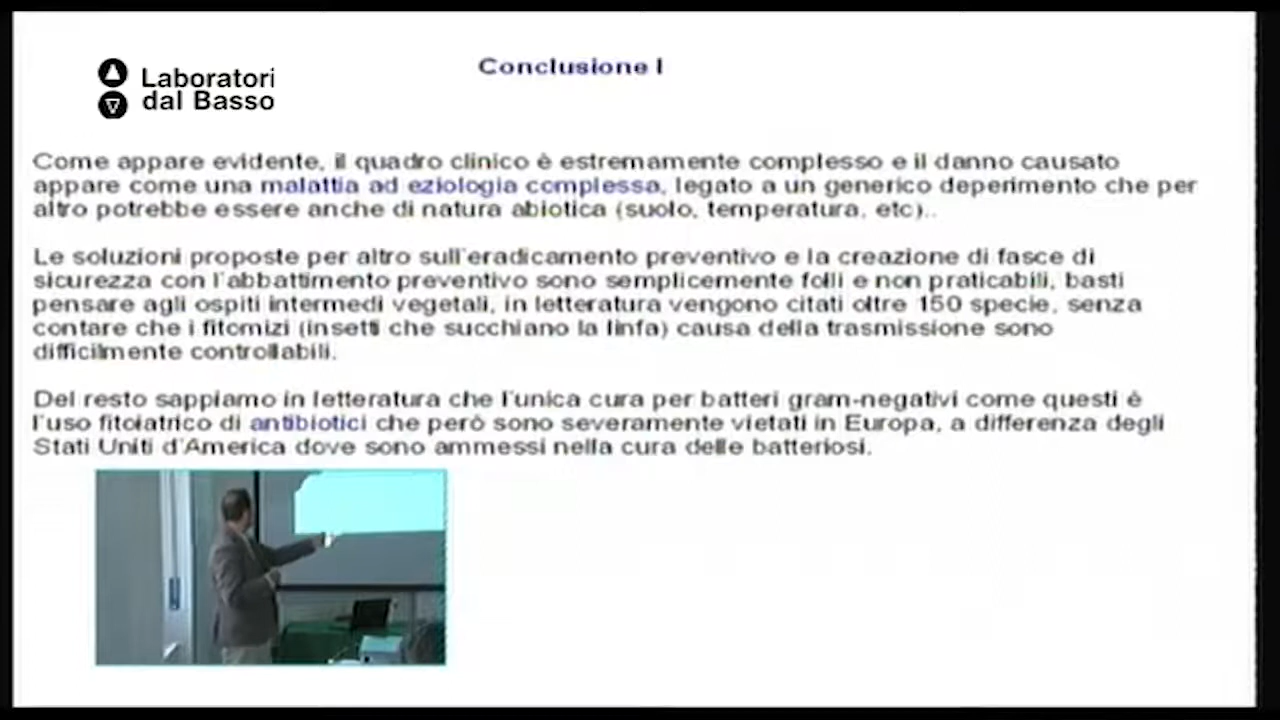 Laboratori
dal Basso
Conclusione I
Come appare evidente, il quadro clinico è estremamente complesso e il danno causato
appare come una malattia ad eziologia complessa, legato a un generico deperimento che per
altro potrebbe essere anche di natura abiotica (suolo, temperatura, etc)..
Le soluzioni proposte per altro sull'eradicamento preventivo e la creazione di fasce di
sicurezza con l'abbattimento preventivo sono semplicemente folli e non praticabili, basti
pensare agli ospiti intermedi vegetali, in letteratura vengono citati oltre 150 specie, senza
contare che i fitomizi (insetti che succhiano la linfa) causa della trasmissione sono
difficilmente controllabili.
Del resto sappiamo in letteratura che l'unica cura per batteri gram-negativi come questi è
l'uso fitoiatrico di antibiotici che però sono severamente vietati in Europa, a differenza degli
Stati Uniti d'America dove sono ammessi nella cura delle batteriosi.